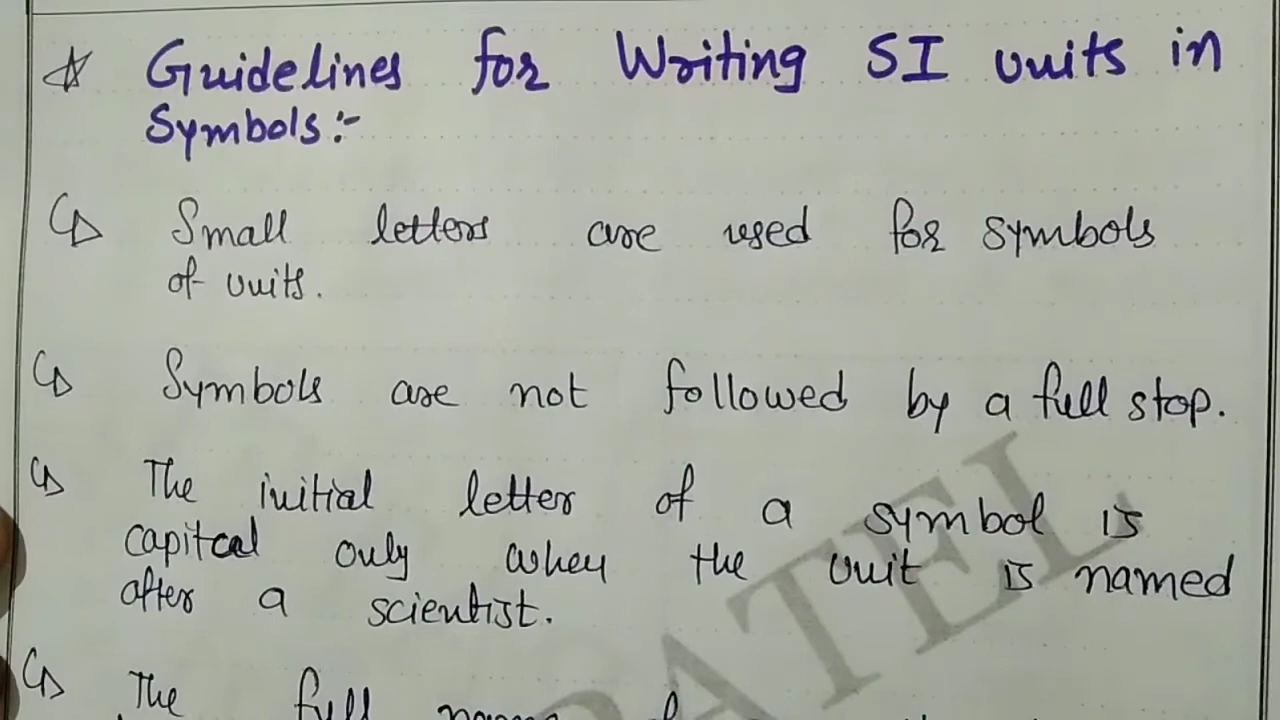 ☆ Guidelines for Writing SI units in
Symbols:-
Small letters are used for symbols
of units.
Symbols are not followed by a full stop.
The initial letter of a symbol is
capital only when the unit is named
after a scientist.
The full
PATEL